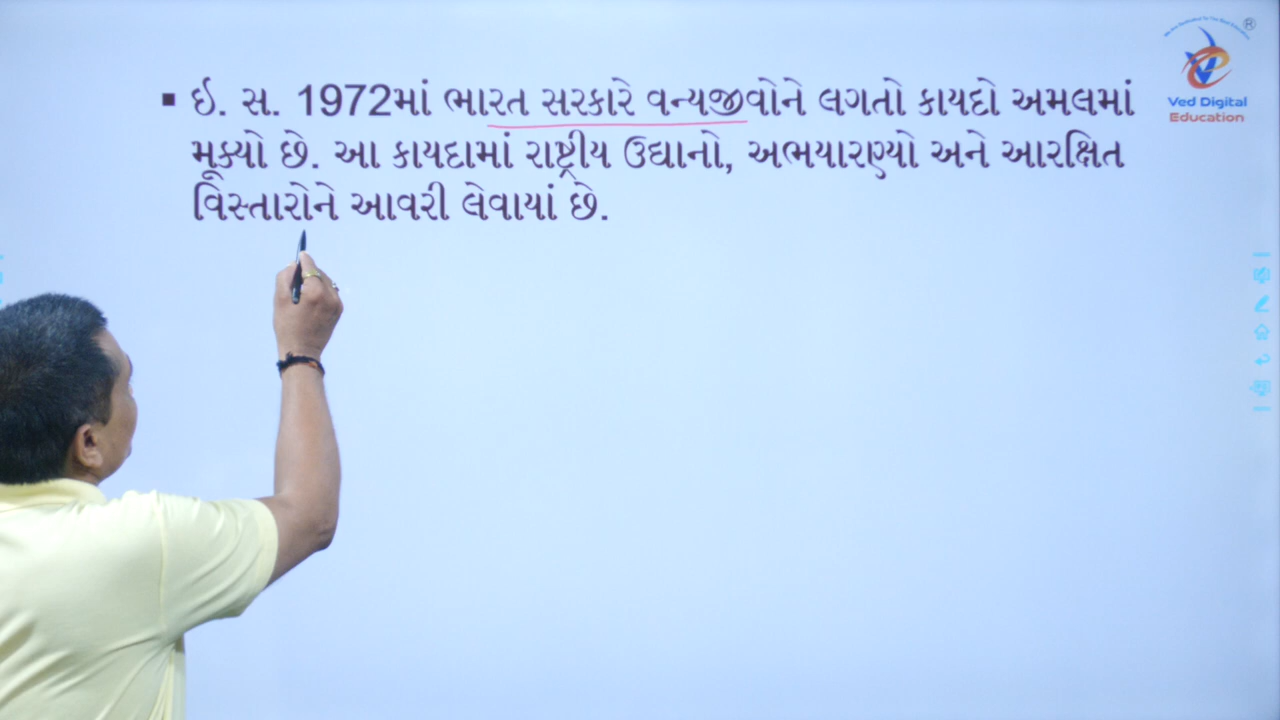 ▪ ઇ. સ. 1972માં ભારત સરકારે વન્યજીવોને લગતો કાયદો અમલમાં
મૂક્યો છે. આ કાયદામાં રાષ્ટ્રીય ઉદ્યાનો, અભયારણ્યો અને આરક્ષિત
વિસ્તારોને આવરી લેવાયાં છે.
Ved Digital
Education